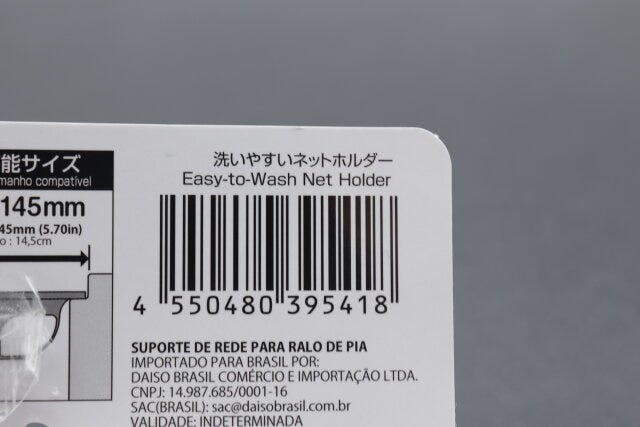 洗いやすいネットホルダー
Easy-to-Wash Net Holder
能サイズ
manho compatível
145mm
45mm (5.70in)
o : 14,5cm
4 550480 395418
SUPORTE DE REDE PARA RALO DE PIA
IMPORTADO PARA BRASIL POR:
DAISO BRASIL COMÉRCIO E IMPORTAÇÃO LTDA.
CNPJ: 14.987.685/0001-16
SAC(BRASIL): sac@daisobrasil.com.br
VALIDADE: INDETERMINADA